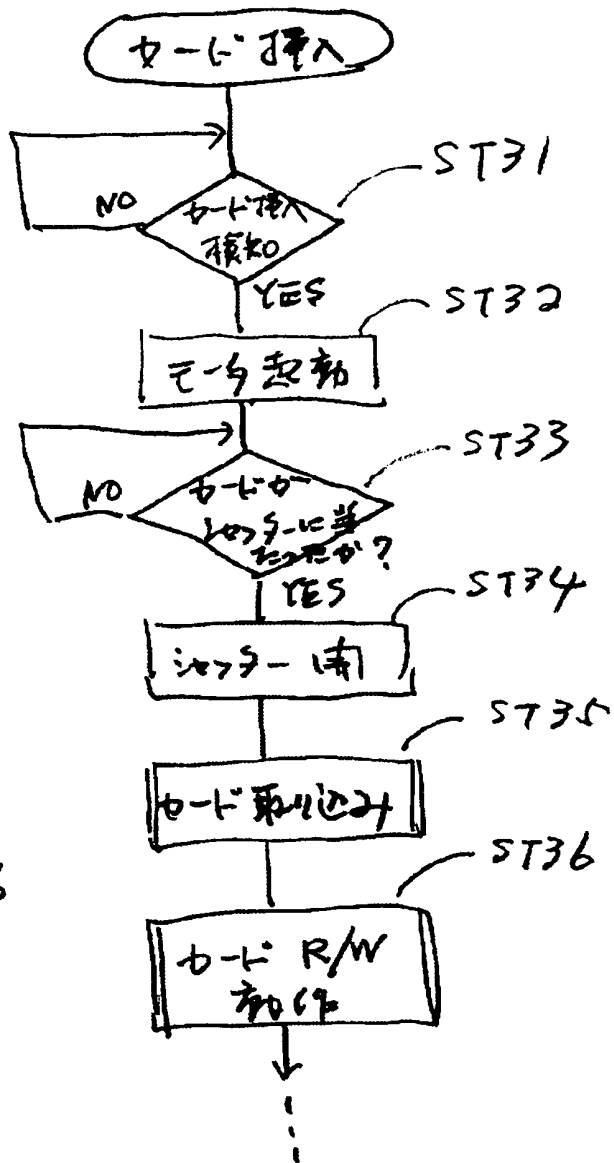 カード挿入
ST31
NO
カード挿入
検知
YES
ST32
モータ起動
ST33
NO
カードが
シャッターに当
たったか?
YES
ST34
シャッター開
ST35
カード取り込み
ST36
カード R/W
動作